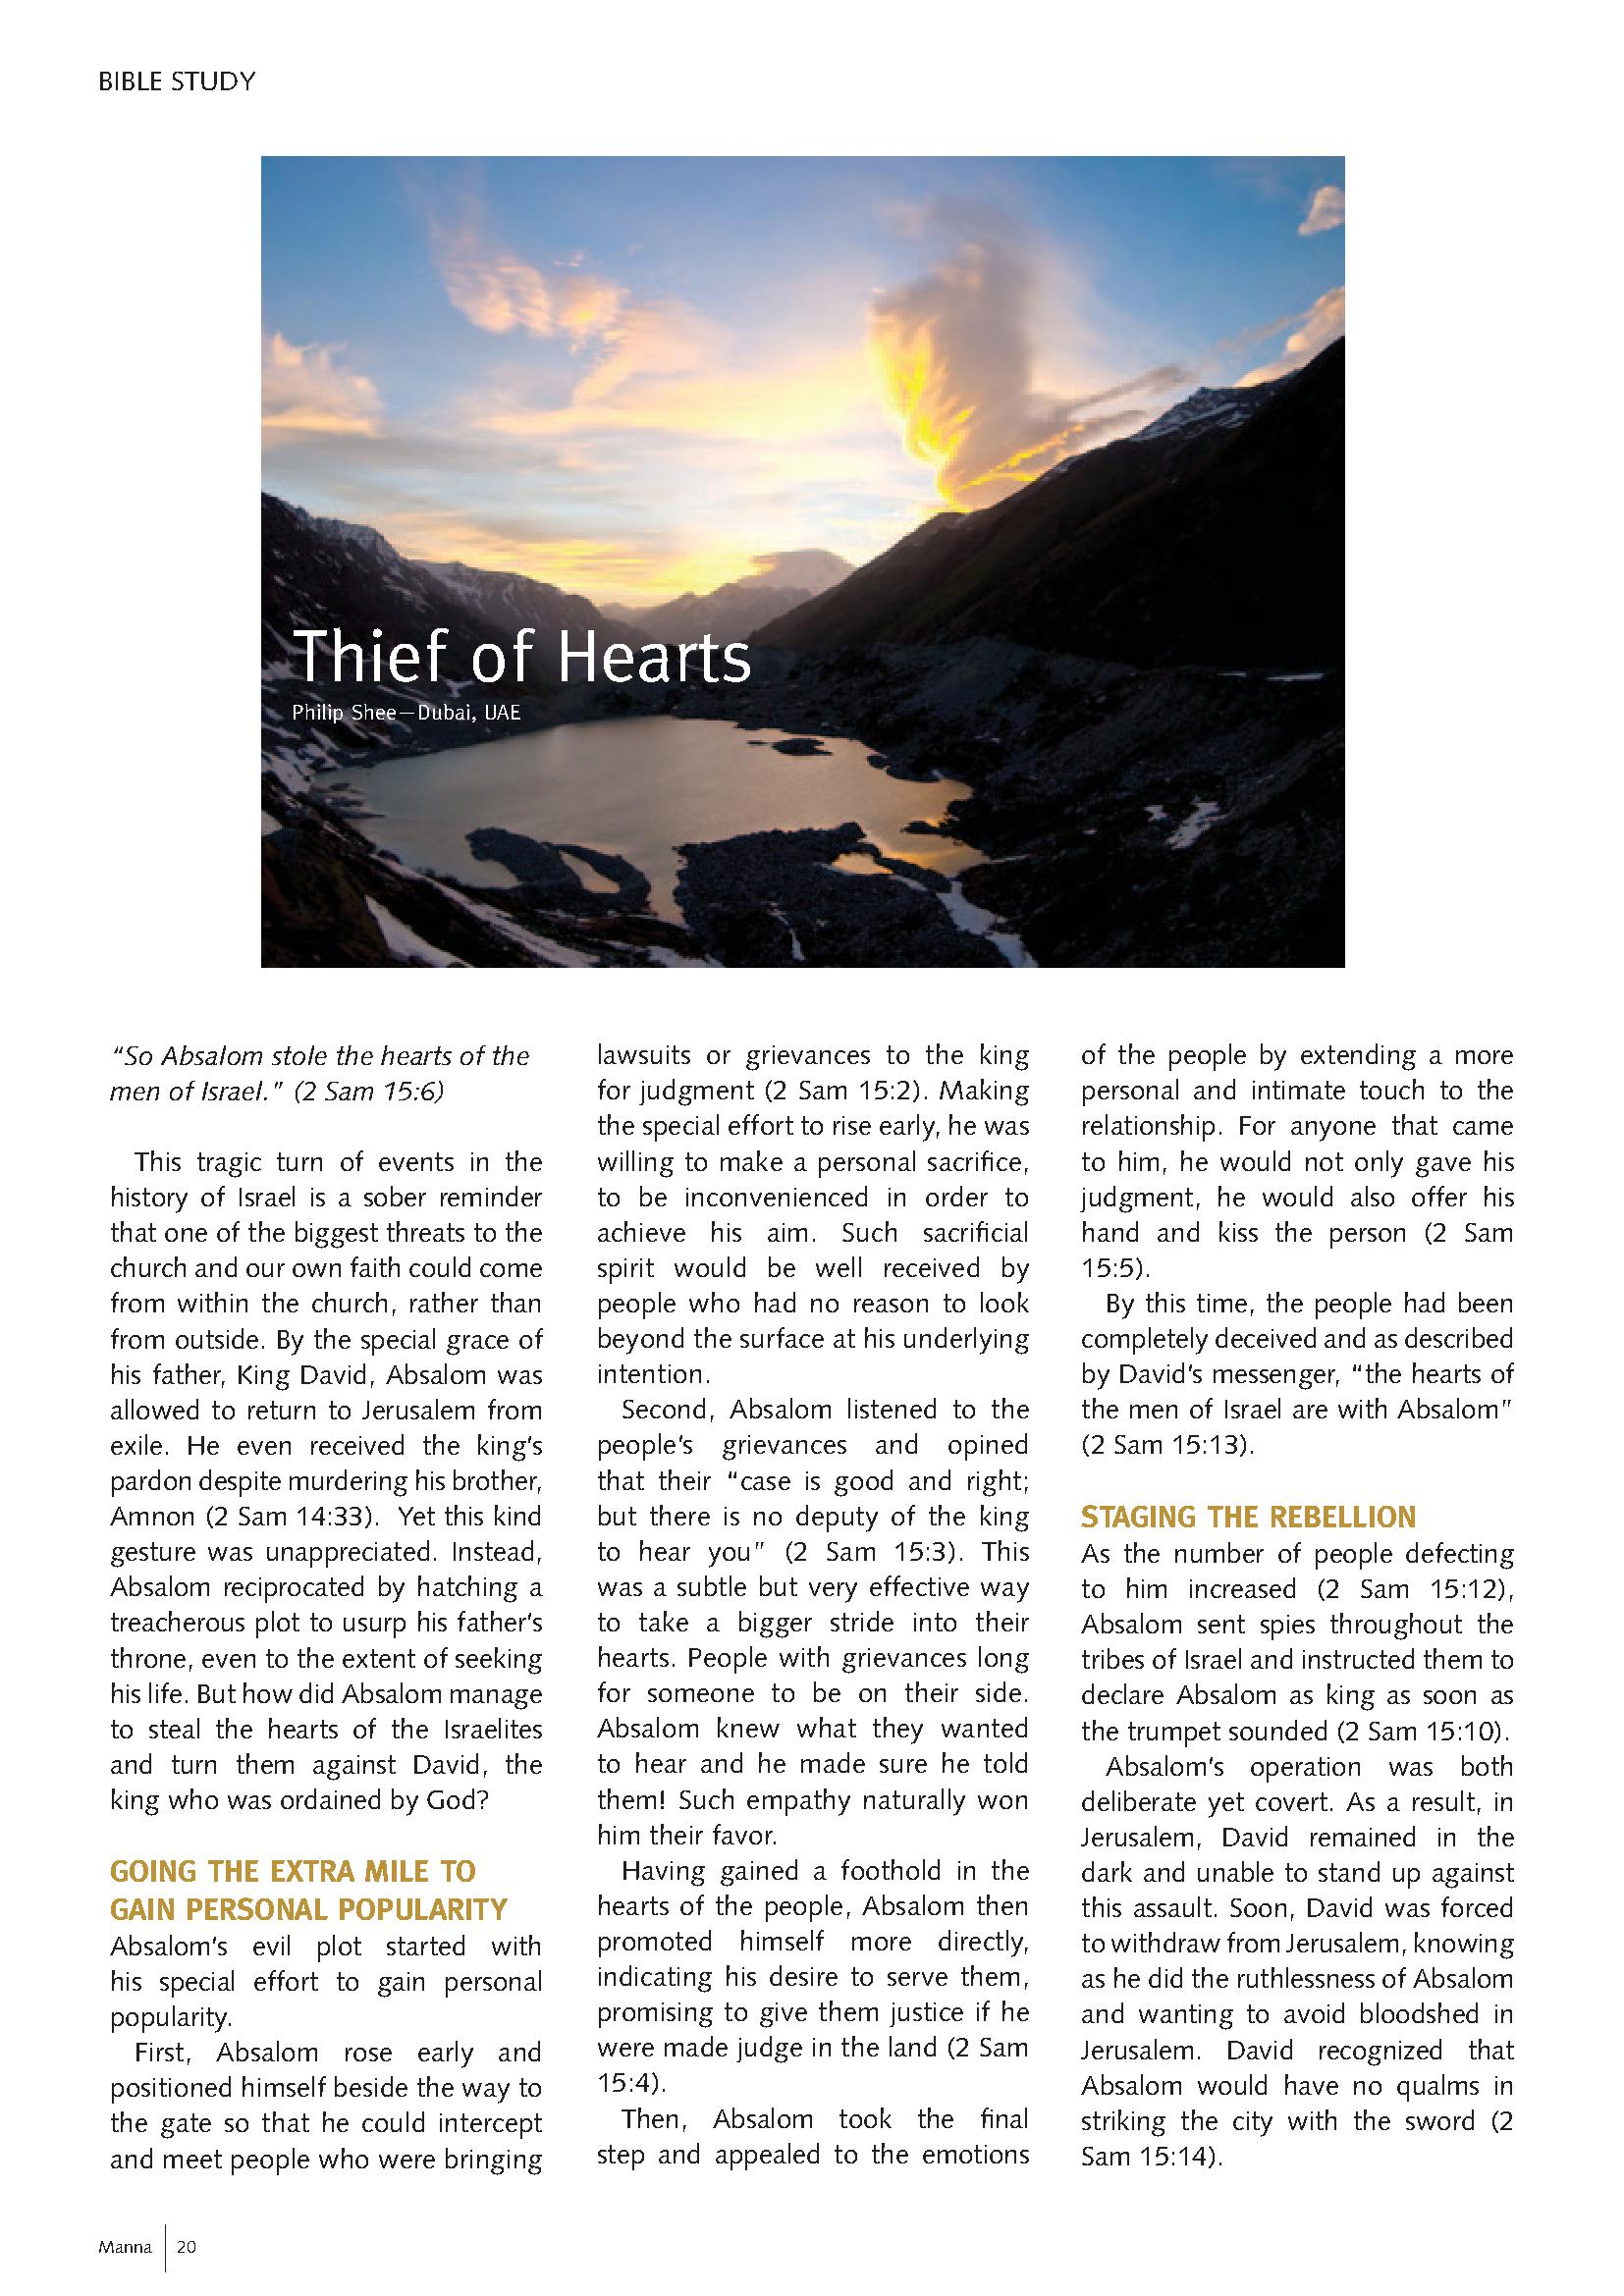 BIBLE STUDY
Thief of Hearts
Philip Shee—Dubai, UAE
“So Absalom stole the hearts of the
men of Israel.” (2 Sam 15:6)
This tragic turn of events in the
history of Israel is a sober reminder
that one of the biggest threats to the
church and our own faith could come
from within the church, rather than
from outside. By the special grace of
his father, King David, Absalom was
allowed to return to Jerusalem from
exile. He even received the king’s
pardon despite murdering his brother,
Amnon (2 Sam 14:33).  Yet this kind
gesture was unappreciated. Instead,
Absalom reciprocated by hatching a
treacherous plot to usurp his father’s
throne, even to the extent of seeking
his life. But how did Absalom manage
to steal the hearts of the Israelites
and turn them against David, the
king who was ordained by God?
GOING THE EXTRA MILE TO
GAIN PERSONAL POPULARITY
Absalom’s evil plot started with
his special effort to gain personal
popularity.
First, Absalom rose early and
positioned himself beside the way to
the gate so that he could intercept
and meet people who were bringing
lawsuits or grievances to the king
for judgment (2 Sam 15:2). Making
the special effort to rise early, he was
willing to make a personal sacrifice,
to be inconvenienced in order to
achieve his aim. Such sacrificial
spirit would be well received by
people who had no reason to look
beyond the surface at his underlying
intention.
Second, Absalom listened to the
people’s grievances and opined
that their “case is good and right;
but there is no deputy of the king
to hear you” (2 Sam 15:3). This
was a subtle but very effective way
to take a bigger stride into their
hearts. People with grievances long
for someone to be on their side.
Absalom knew what they wanted
to hear and he made sure he told
them! Such empathy naturally won
him their favor.
Having gained a foothold in the
hearts of the people, Absalom then
promoted himself more directly,
indicating his desire to serve them,
promising to give them justice if he
were made judge in the land (2 Sam
15:4).
Then, Absalom took the final
step and appealed to the emotions
of the people by extending a more
personal and intimate touch to the
relationship. For anyone that came
to him, he would not only gave his
judgment, he would also offer his
hand and kiss the person (2 Sam
15:5).
By this time, the people had been
completely deceived and as described
by David’s messenger, “the hearts of
the men of Israel are with Absalom”
(2 Sam 15:13).
STAGING THE REBELLION
As the number of people defecting
to him increased (2 Sam 15:12),
Absalom sent spies throughout the
tribes of Israel and instructed them to
declare Absalom as king as soon as
the trumpet sounded (2 Sam 15:10).
Absalom’s operation was both
deliberate yet covert. As a result, in
Jerusalem, David remained in the
dark and unable to stand up against
this assault. Soon, David was forced
to withdraw from Jerusalem, knowing
as he did the ruthlessness of Absalom
and wanting to avoid bloodshed in
Jerusalem. David recognized that
Absalom would have no qualms in
striking the city with the sword (2
Sam 15:14).
Manna 20